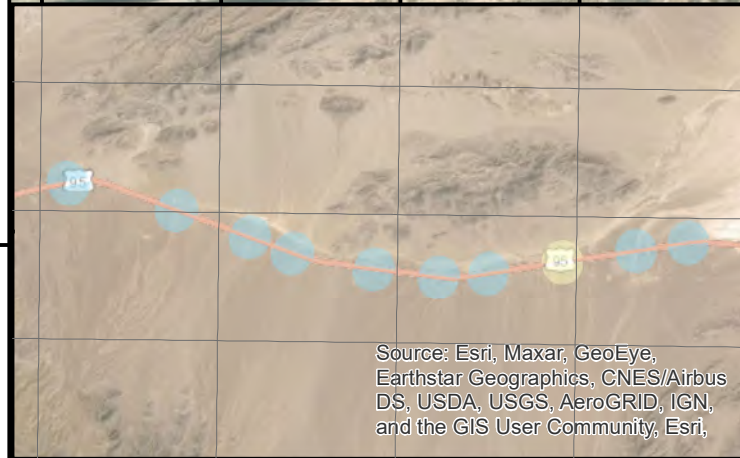 95
95
Source: Esri, Maxar, GeoEye,
Earthstar Geographics, CNES/Airbus
DS, USDA, USGS, AeroGRID, IGN,
and the GIS User Community, Esri,